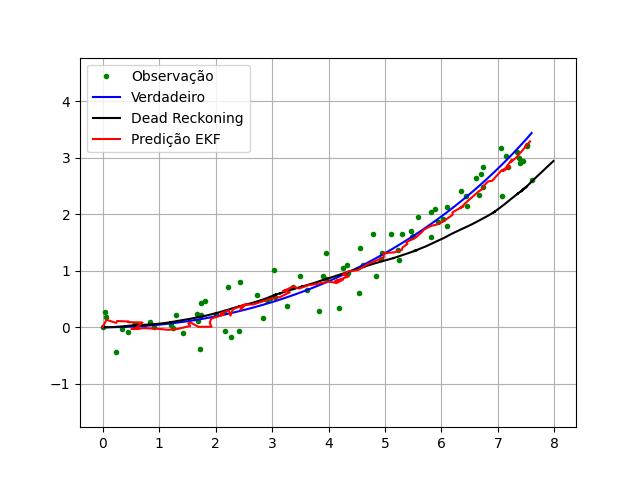 Observação
Verdadeiro
Dead Reckoning
Predição EKF
4
3
2
1
0
−1
0 1 2 3 4 5 6 7 8